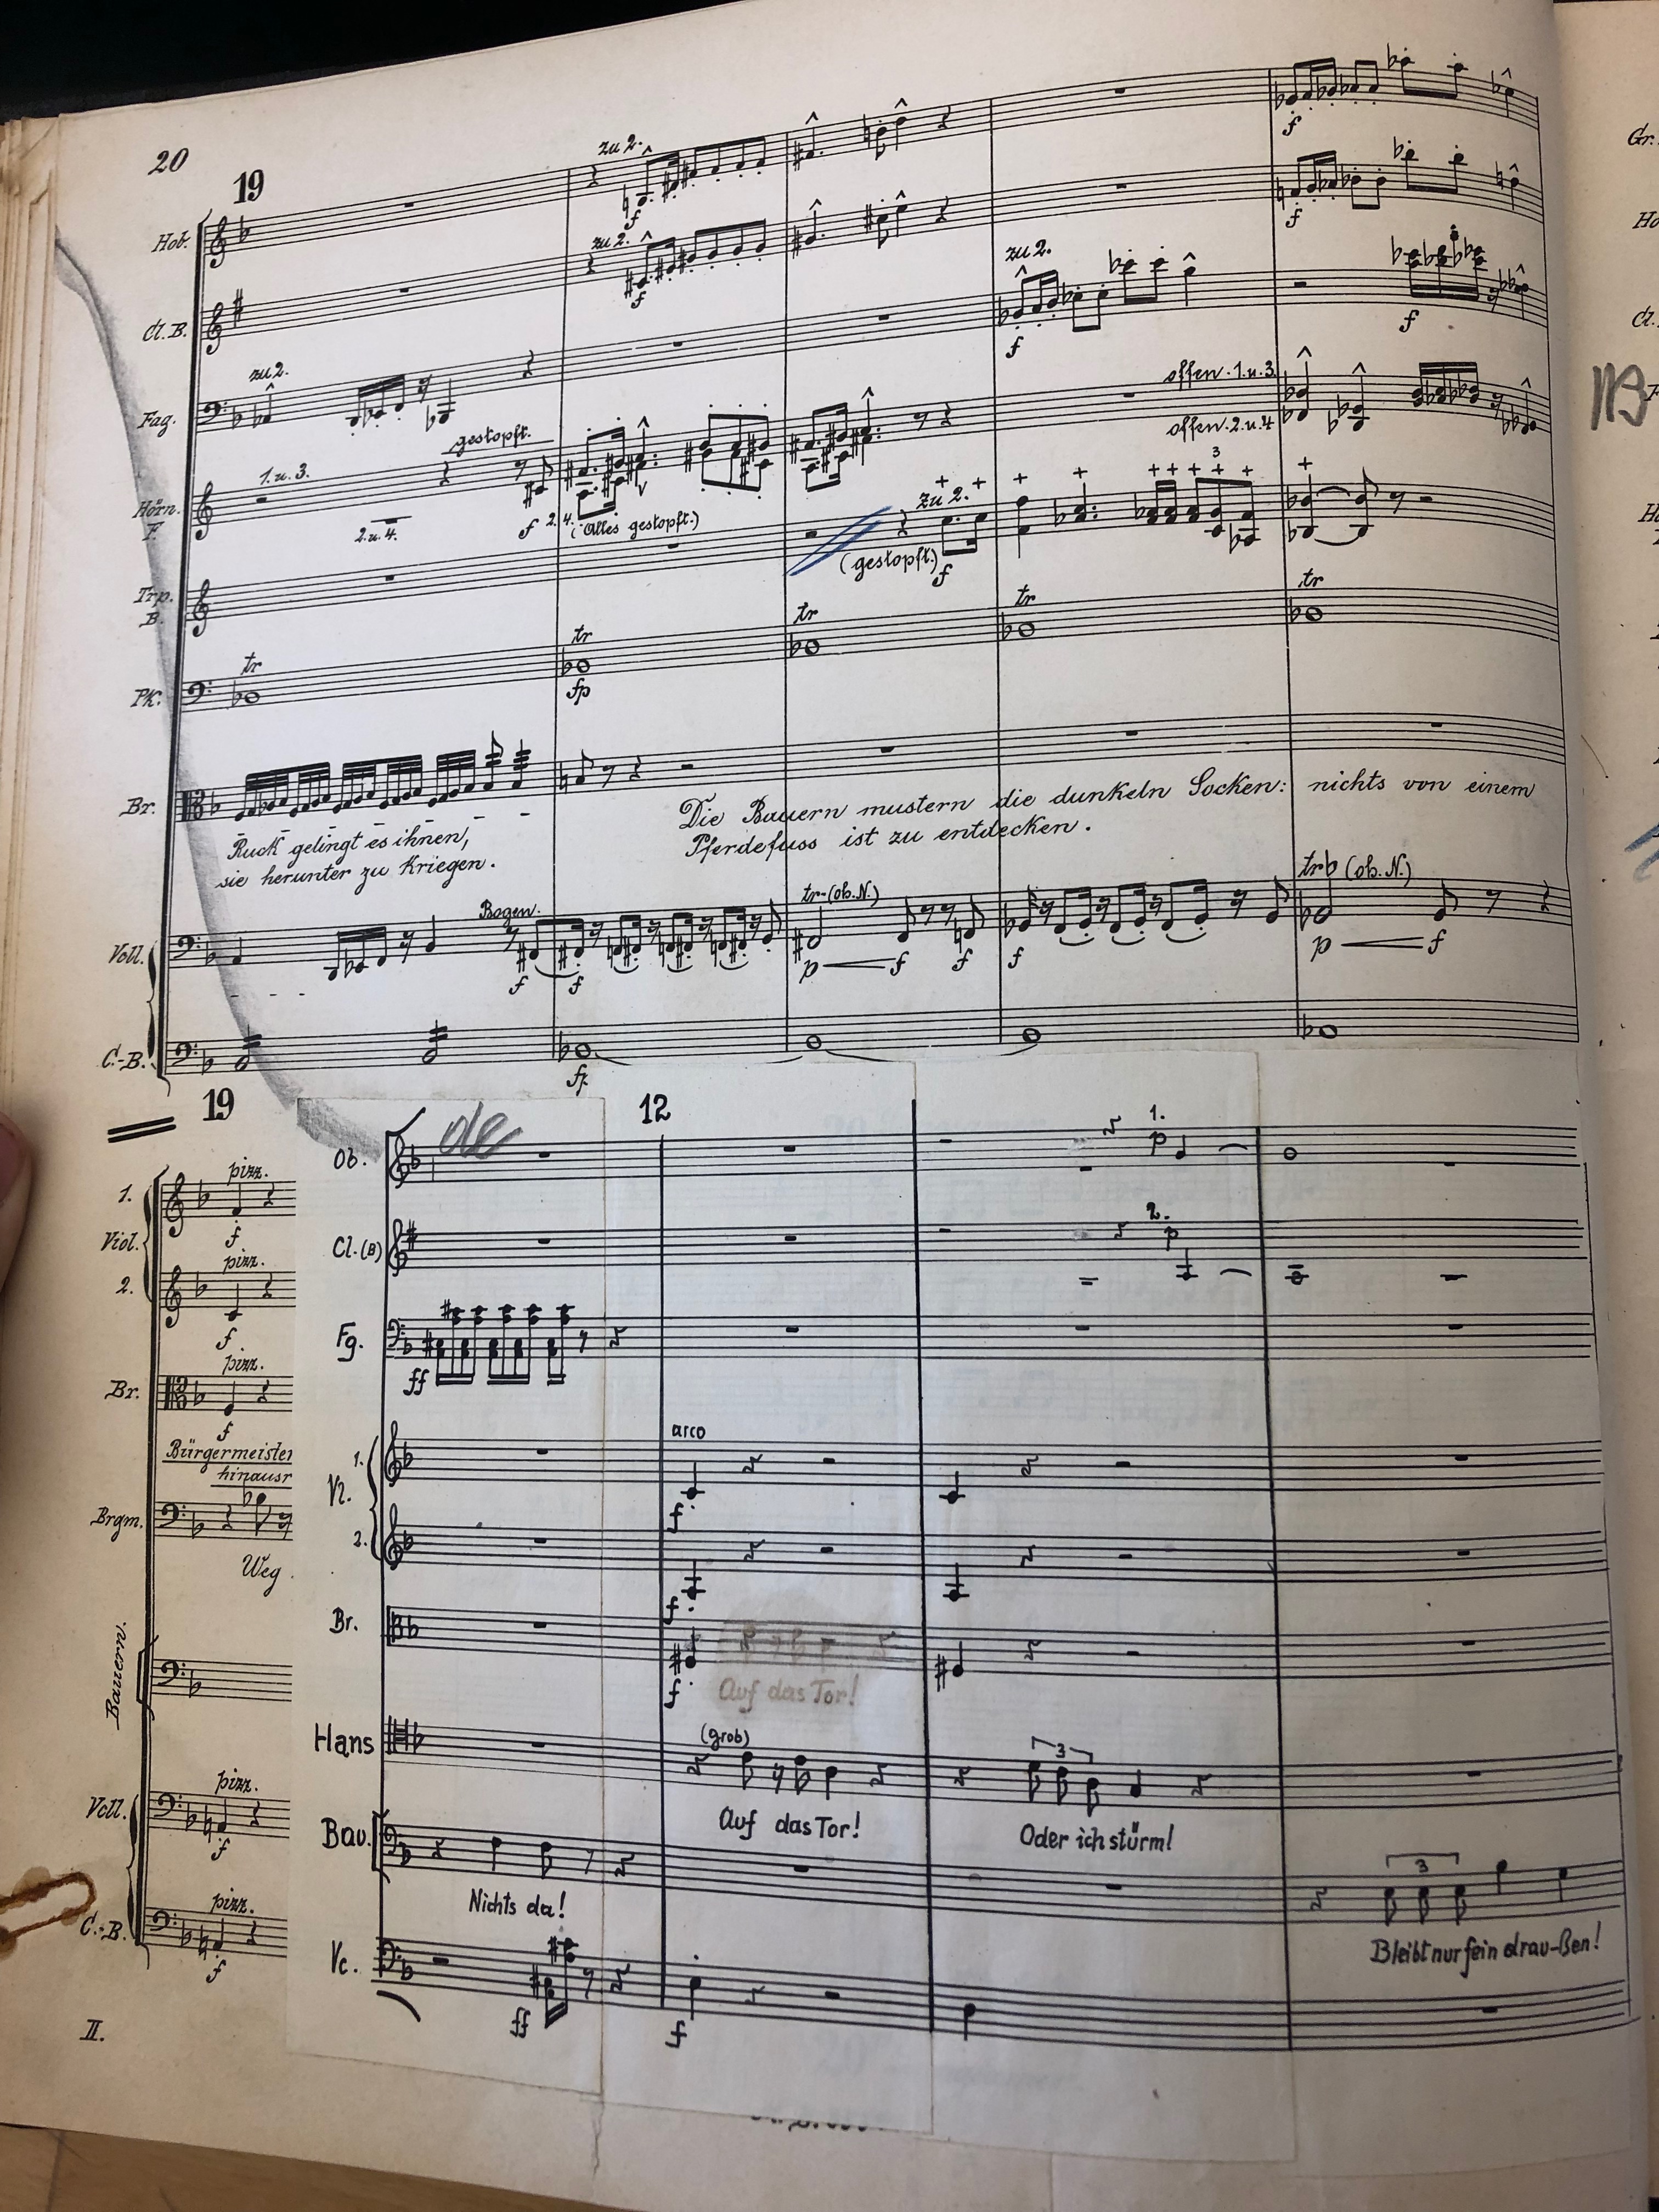 20
19
zu 2.
f
Hob.
zu 2.
f
f
Cl. B.
zu 2.
f
f
zu 2.
Fag.
offen. 1. u. 3.
offen. 2. u. 4
gestopft.
1. u. 3.
2. u. 4.
f 2. 4. (Alles gestopft.)
Hörn. F.
zu 2.
3
(gestopft.) f
Trp. B.
tr
tr
tr
tr
tr
fp
Pk.
Br.
Ruck gelingt es ihnen,
sie herunter zu kriegen.
Die Bauern mustern die dunkeln Socken: nichts von einem
Pferdefuss ist zu entdecken.
Bogen.
tr (ob. N.)
trb (ob. N.)
Vcll.
f f p f f f p f
C.-B.
fp
19
12
1.
pizz.
f
Viol.
2.
pizz.
f
Br.
pizz.
f
Bürgermeister
hinausr
Brgm.
Weg
Bauern.
Vcll.
pizz.
f
C.-B.
pizz.
f
II.
Ob.
1.
p
Cl. (B)
2.
p
Fg.
ff
Vl.
1.
arco
f
2.
f
Br.
f
Auf das Tor!
Hans
(grob)
3
Auf das Tor!
Oder ich stürm!
Bau.
3
Nichts da!
Bleibt nur fein drau-ßen!
Vc.
ff
f
Gr.
Cl.